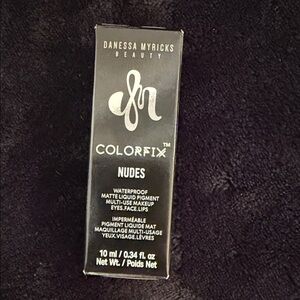 DANESSA MYRICKS
BEAUTY
COLORFIX™
NUDES
WATERPROOF
MATTE LIQUID PIGMENT
MULTI-USE MAKEUP
EYES.FACE.LIPS
IMPERMÉABLE
PIGMENT LIQUIDE MAT
MAQUILLAGE MULTI-USAGE
YEUX.VISAGE.LÈVRES
10 ml / 0.34 fl. oz
Net Wt. / Poids Net